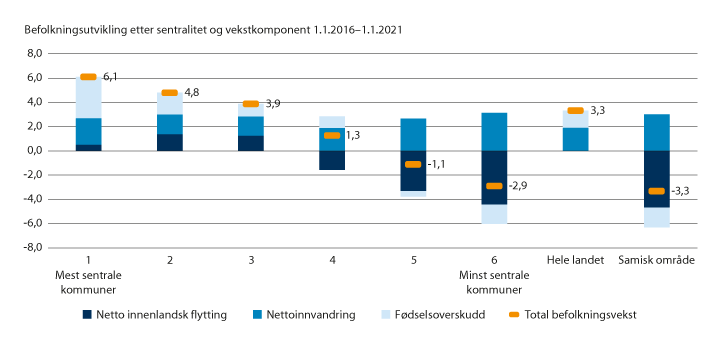 Befolkningsutvikling etter sentralitet og vekstkomponent 1.1.2016–1.1.2021
8,0
6,0
4,0
2,0
0,0
-2,0
-4,0
-6,0
-8,0
6,1
4,8
3,9
1,3
-1,1
-2,9
3,3
-3,3
1
Mest sentrale
kommuner
2
3
4
5
6
Minst sentrale
kommuner
Hele landet
Samisk område
Netto innenlandsk flytting
Nettoinnvandring
Fødselsoverskudd
Total befolkningsvekst